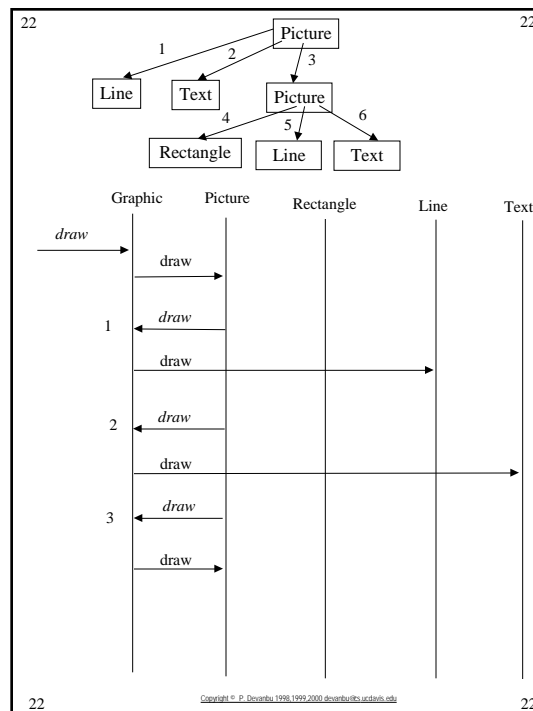 22 22
Picture
1 2 3
Line Text Picture
4 5 6
Rectangle Line Text
Graphic Picture Rectangle Line Text
draw
draw
1 draw
draw
2 draw
draw
3 draw
draw
22 Copyright © P. Devanbu 1998,1999,2000 devanbu@ts.ucdavis.edu 22